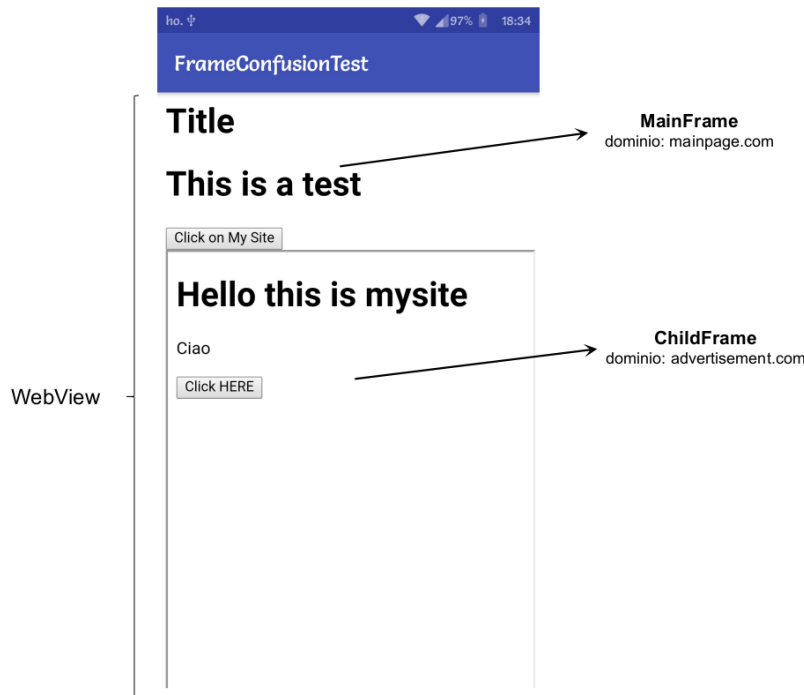 ho. 97% 18:34
FrameConfusionTest
Title
This is a test
Click on My Site
Hello this is mysite
Ciao
Click HERE
WebView
MainFrame
dominio: mainpage.com
ChildFrame
dominio: advertisement.com